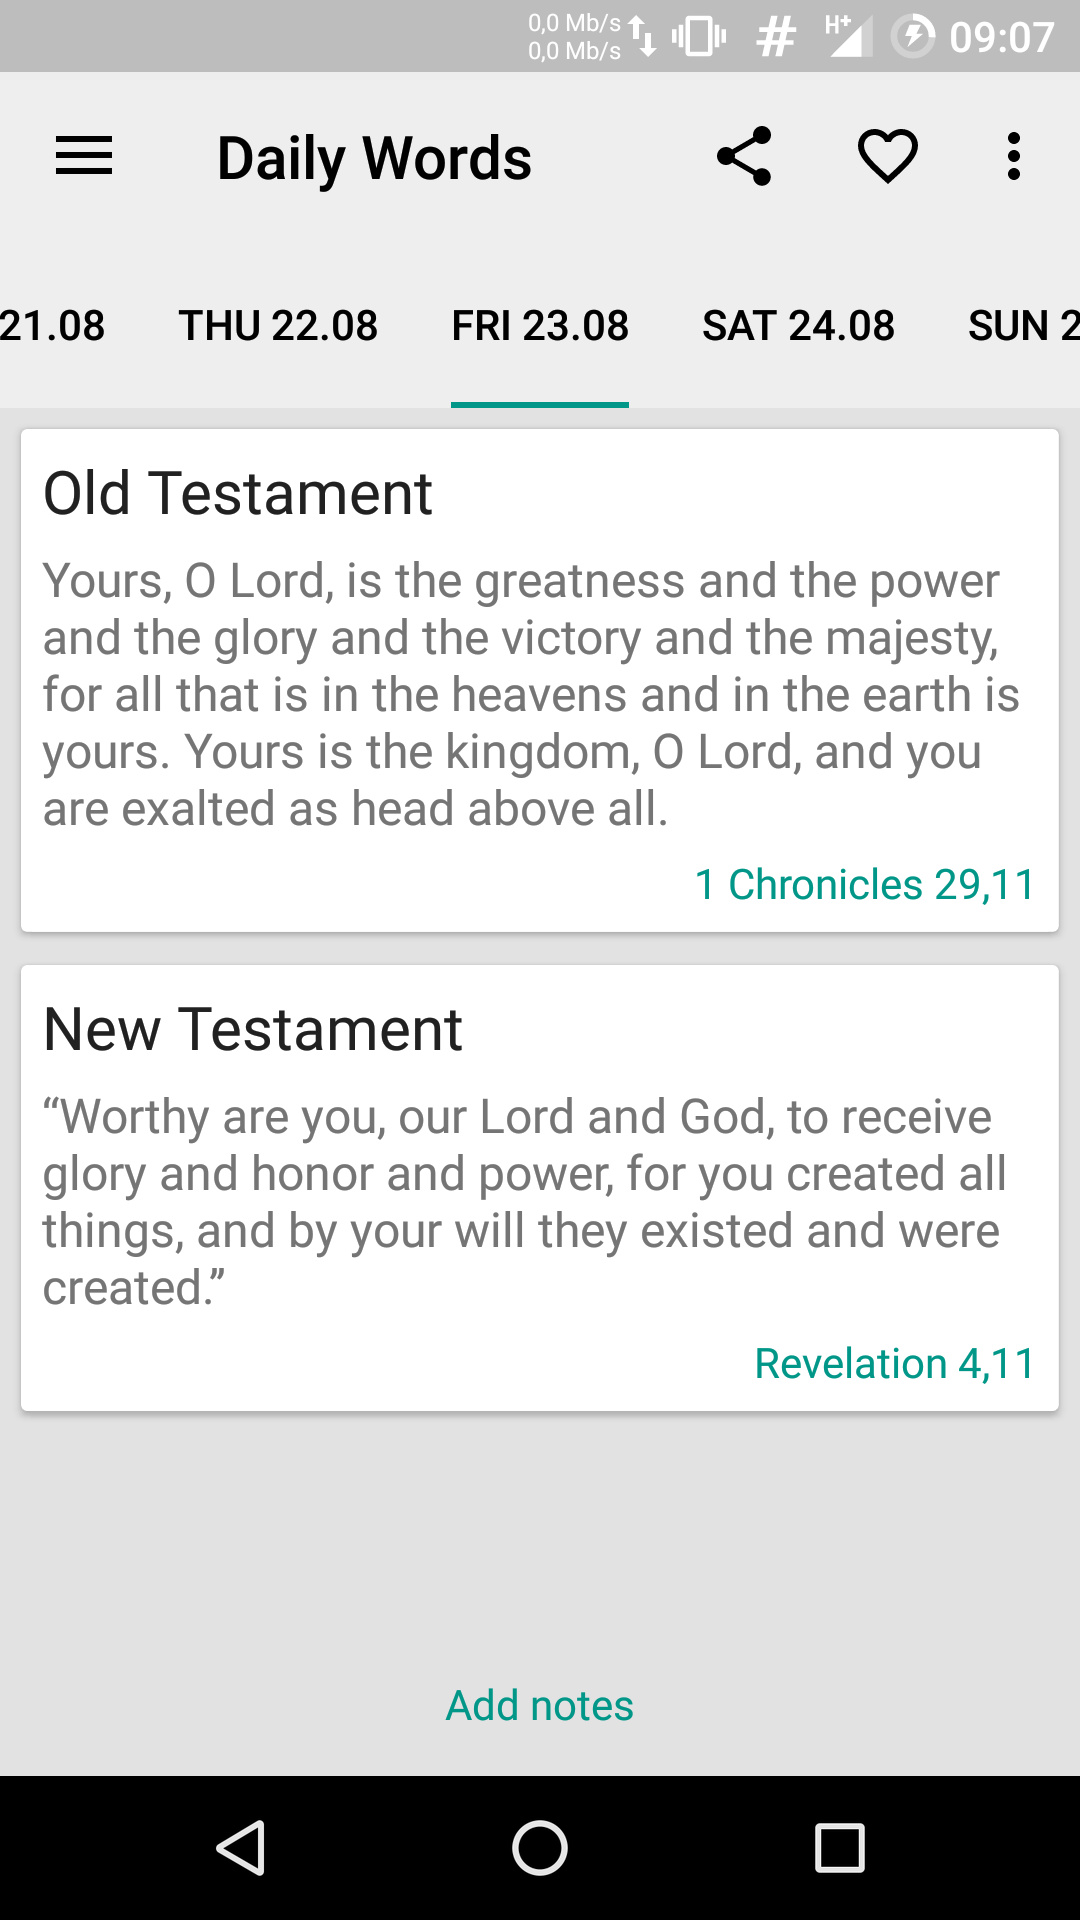 0,0 Mb/s
0,0 Mb/s
H+
09:07
Daily Words
21.08 THU 22.08 FRI 23.08 SAT 24.08 SUN 2
Old Testament
Yours, O Lord, is the greatness and the power
and the glory and the victory and the majesty,
for all that is in the heavens and in the earth is
yours. Yours is the kingdom, O Lord, and you
are exalted as head above all.
1 Chronicles 29,11
New Testament
“Worthy are you, our Lord and God, to receive
glory and honor and power, for you created all
things, and by your will they existed and were
created.”
Revelation 4,11
Add notes